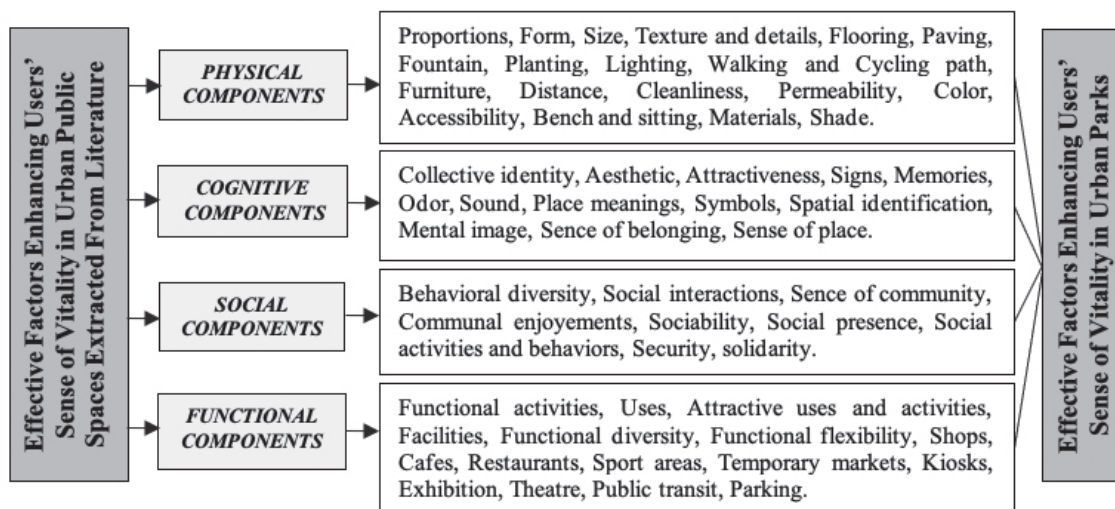 Effective Factors Enhancing Users'
Sense of Vitality in Urban Public
Spaces Extracted From Literature
PHYSICAL
COMPONENTS
Proportions, Form, Size, Texture and details, Flooring, Paving,
Fountain, Planting, Lighting, Walking and Cycling path,
Furniture, Distance, Cleanliness, Permeability, Color,
Accessibility, Bench and sitting, Materials, Shade.
COGNITIVE
COMPONENTS
Collective identity, Aesthetic, Attractiveness, Signs, Memories,
Odor, Sound, Place meanings, Symbols, Spatial identification,
Mental image, Sence of belonging, Sense of place.
SOCIAL
COMPONENTS
Behavioral diversity, Social interactions, Sence of community,
Communal enjoyements, Sociability, Social presence, Social
activities and behaviors, Security, solidarity.
FUNCTIONAL
COMPONENTS
Functional activities, Uses, Attractive uses and activities,
Facilities, Functional diversity, Functional flexibility, Shops,
Cafes, Restaurants, Sport areas, Temporary markets, Kiosks,
Exhibition, Theatre, Public transit, Parking.
Effective Factors Enhancing Users'
Sense of Vitality in Urban Parks